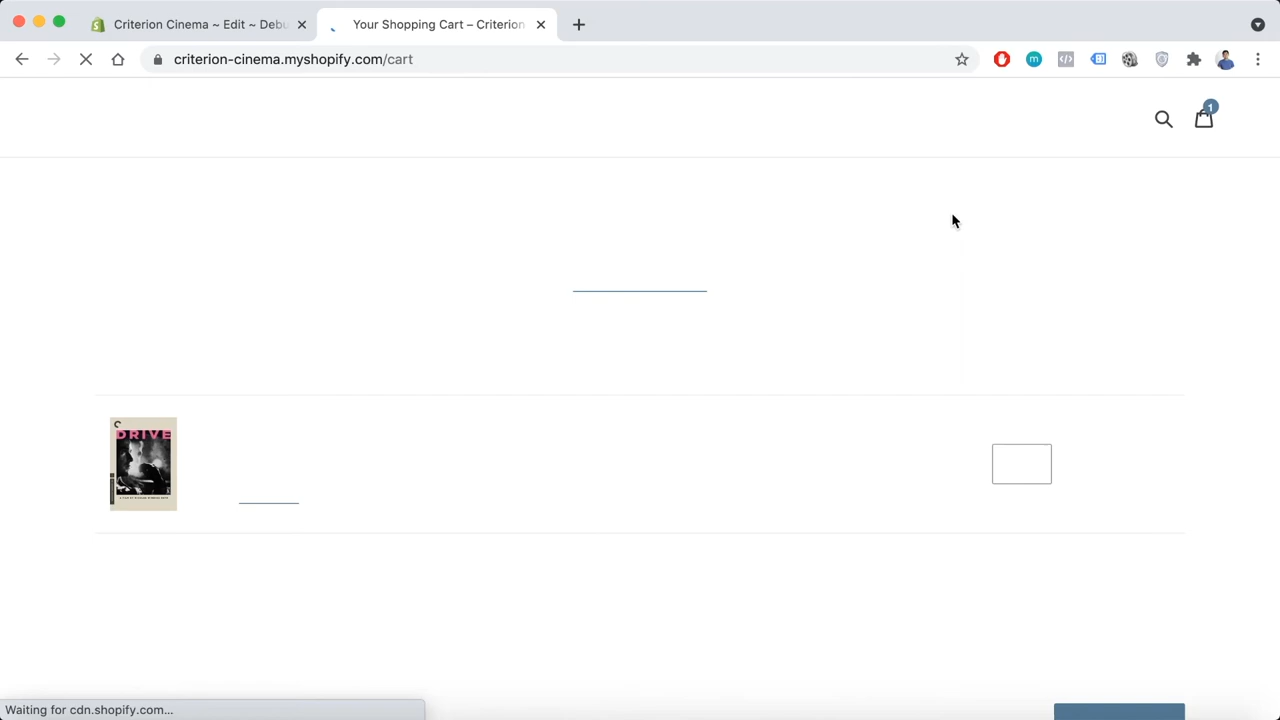 Criterion Cinema ~ Edit ~ Debu
Your Shopping Cart – Criterion
criterion-cinema.myshopify.com/cart
1
DRIVE
Waiting for cdn.shopify.com...